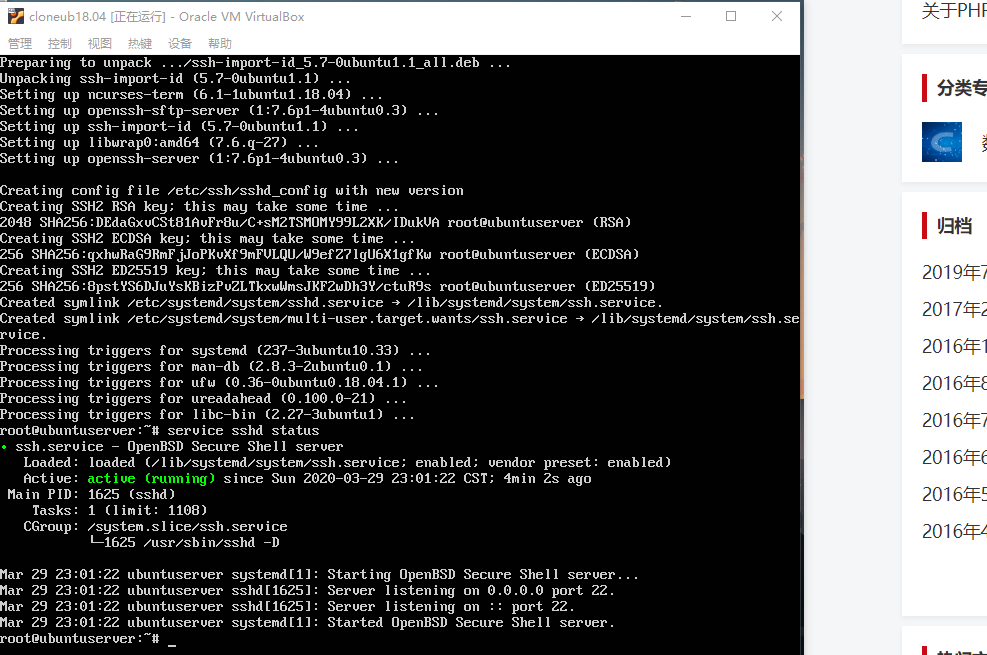 cloneub18.04 [正在运行] - Oracle VM VirtualBox
管理 控制 视图 热键 设备 帮助
Preparing to unpack .../ssh-import-id_5.7-0ubuntu1.1_all.deb ...
Unpacking ssh-import-id (5.7-0ubuntu1.1) ...
Setting up ncurses-term (6.1-1ubuntu1.18.04) ...
Setting up openssh-sftp-server (1:7.6p1-4ubuntu0.3) ...
Setting up ssh-import-id (5.7-0ubuntu1.1) ...
Setting up libwrap0:amd64 (7.6.q-27) ...
Setting up openssh-server (1:7.6p1-4ubuntu0.3) ...
Creating config file /etc/ssh/sshd_config with new version
Creating SSH2 RSA key; this may take some time ...
2048 SHA256:DEdaGxvCSt81AvFr8u/C+sM2TSMOMY99L2XK/IDukVA root@ubuntuserver (RSA)
Creating SSH2 ECDSA key; this may take some time ...
256 SHA256:qxhwRaG9RmFjJoPKvXf9mFVLQU/W9efZ7lgU6X1gfKw root@ubuntuserver (ECDSA)
Creating SSH2 ED25519 key; this may take some time ...
256 SHA256:8pstYS6DJuYsKBizPvZLTkxwWmsJKF2wDh3Y/ctuR9s root@ubuntuserver (ED25519)
Created symlink /etc/systemd/system/sshd.service → /lib/systemd/system/ssh.service.
Created symlink /etc/systemd/system/multi-user.target.wants/ssh.service → /lib/systemd/system/ssh.se
rvice.
Processing triggers for systemd (237-3ubuntu10.33) ...
Processing triggers for man-db (2.8.3-2ubuntu0.1) ...
Processing triggers for ufw (0.36-0ubuntu0.18.04.1) ...
Processing triggers for ureadahead (0.100.0-21) ...
Processing triggers for libc-bin (2.27-3ubuntu1) ...
root@ubuntuserver:~# service sshd status
• ssh.service - OpenBSD Secure Shell server
Loaded: loaded (/lib/systemd/system/ssh.service; enabled; vendor preset: enabled)
Active: active (running) since Sun 2020-03-29 23:01:22 CST; 4min 2s ago
Main PID: 1625 (sshd)
Tasks: 1 (limit: 1108)
CGroup: /system.slice/ssh.service
└─1625 /usr/sbin/sshd -D
Mar 29 23:01:22 ubuntuserver systemd[1]: Starting OpenBSD Secure Shell server...
Mar 29 23:01:22 ubuntuserver sshd[1625]: Server listening on 0.0.0.0 port 22.
Mar 29 23:01:22 ubuntuserver sshd[1625]: Server listening on :: port 22.
Mar 29 23:01:22 ubuntuserver systemd[1]: Started OpenBSD Secure Shell server.
root@ubuntuserver:~# _
关于PHP
分类专
归档
2019年7
2017年2
2016年1
2016年8
2016年7
2016年6
2016年5
2016年4